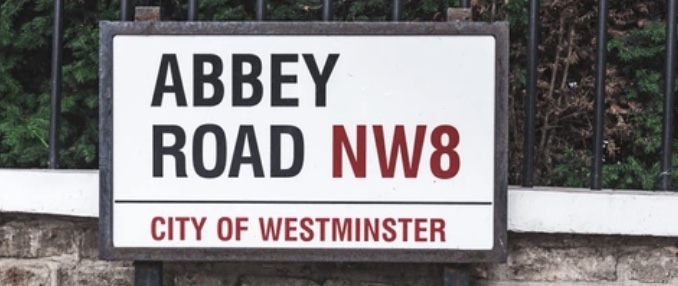 ABBEY
ROAD NW8
CITY OF WESTMINSTER